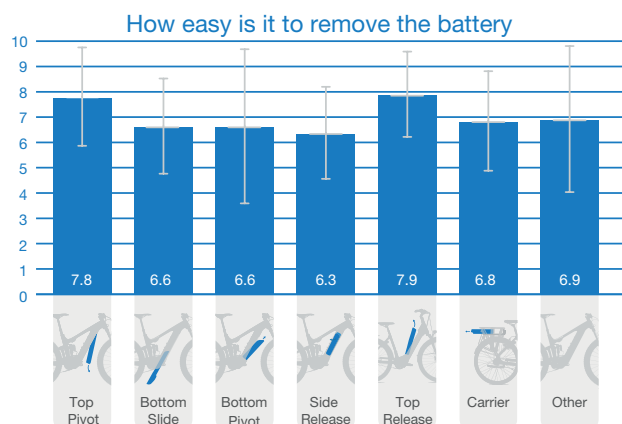 How easy is it to remove the battery
10
9
8
7
6
5
4
3
2
1
0
7.8 6.6 6.6 6.3 7.9 6.8 6.9
Top Bottom Bottom Side Top Carrier Other
Pivot Slide Pivot Release Release